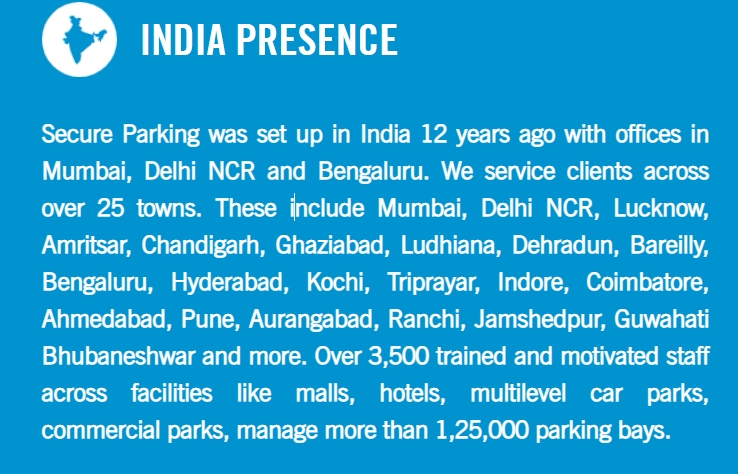 INDIA PRESENCE
Secure Parking was set up in India 12 years ago with offices in
Mumbai, Delhi NCR and Bengaluru. We service clients across
over 25 towns. These include Mumbai, Delhi NCR, Lucknow,
Amritsar, Chandigarh, Ghaziabad, Ludhiana, Dehradun, Bareilly,
Bengaluru, Hyderabad, Kochi, Triprayar, Indore, Coimbatore,
Ahmedabad, Pune, Aurangabad, Ranchi, Jamshedpur, Guwahati
Bhubaneshwar and more. Over 3,500 trained and motivated staff
across facilities like malls, hotels, multilevel car parks,
commercial parks, manage more than 1,25,000 parking bays.